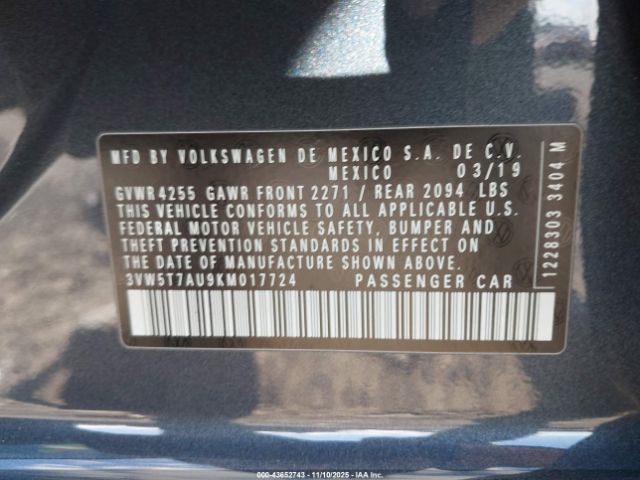 MFD BY VOLKSWAGEN DE MEXICO S.A. DE C.V.
MEXICO 03/19
GVWR 4255 GAWR FRONT 2271 / REAR 2094 LBS
THIS VEHICLE CONFORMS TO ALL APPLICABLE U.S.
FEDERAL MOTOR VEHICLE SAFETY, BUMPER AND
THEFT PREVENTION STANDARDS IN EFFECT ON
THE DATE OF MANUFACTURE SHOWN ABOVE.
3VW5T7AU9KM017724 PASSENGER CAR
1228303 3404 M
000-43652743 - 11/10/2025 - IAA Inc.